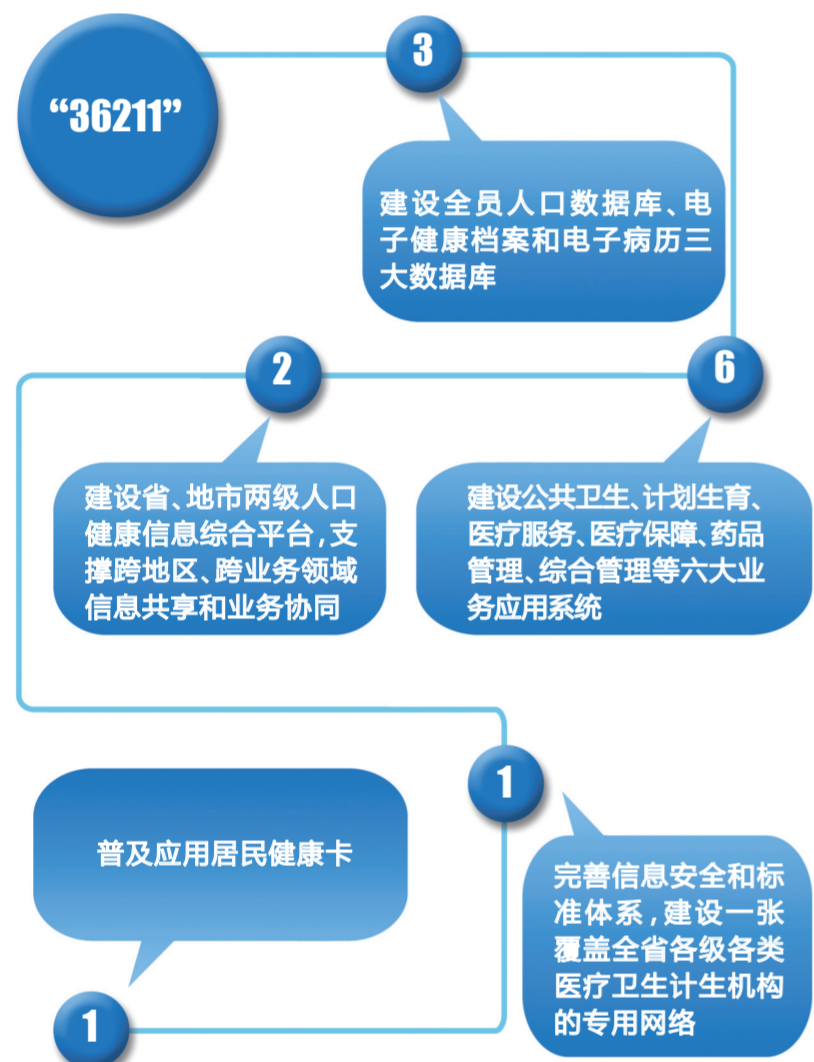 “36211”
3
建设全员人口数据库、电
子健康档案和电子病历三
大数据库
6
建设公共卫生、计划生育、
医疗服务、医疗保障、药品
管理、综合管理等六大业
务应用系统
2
建设省、地市两级人口
健康信息综合平台,支
撑跨地区、跨业务领域
信息共享和业务协同
1
完善信息安全和标
准体系,建设一张
覆盖全省各级各类
医疗卫生计生机构
的专用网络
1
普及应用居民健康卡